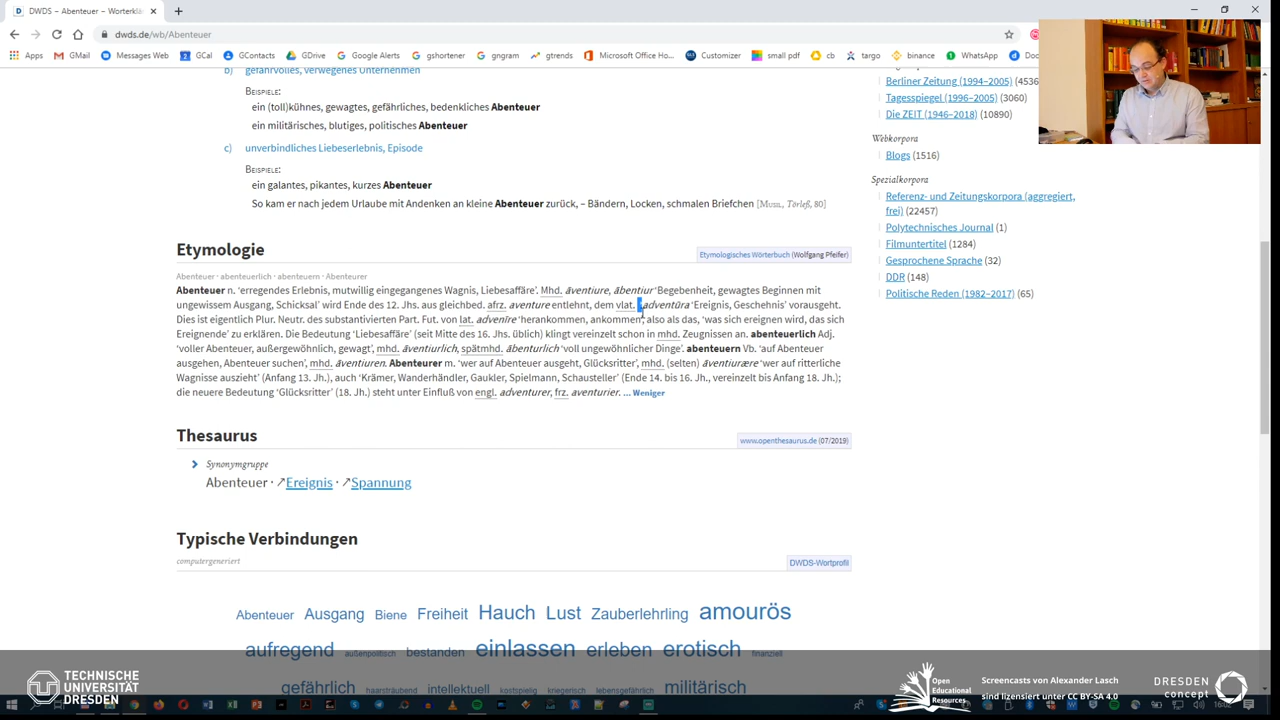 DWDS – Abenteuer – Worterklä
dwds.de/wb/Abenteuer
Apps GMail Messages Web GCal GContacts GDrive Google Alerts gshortener gngram gtrends Microsoft Office Ho... Customizer small pdf cb targo binance WhatsApp
b) gefahrvolles, verwegenes Unternehmen
BEISPIELE:
ein (toll)kühnes, gewagtes, gefährliches, bedenkliches Abenteuer
ein militärisches, blutiges, politisches Abenteuer
c) unverbindliches Liebeserlebnis, Episode
BEISPIELE:
ein galantes, pikantes, kurzes Abenteuer
So kam er nach jedem Urlaube mit Andenken an kleine Abenteuer zurück, – Bändern, Locken, schmalen Briefchen [Musil, Törleß, 80]
Etymologie
Etymologisches Wörterbuch (Wolfgang Pfeifer)
Abenteuer · abenteuerlich · abenteuern · Abenteurer
Abenteuer n. ‘erregendes Erlebnis, mutwillig eingegangenes Wagnis, Liebesaffäre’. Mhd. āventiure, ābentiur ‘Begebenheit, gewagtes Beginnen mit
ungewissem Ausgang, Schicksal’ wird Ende des 12. Jhs. aus gleichbed. afrz. aventure entlehnt, dem vlat. *adventūra ‘Ereignis, Geschehnis’ vorausgeht.
Dies ist eigentlich Plur. Neutr. des substantivierten Part. Fut. von lat. advenīre ‘herankommen, ankommen’, also als das, ‘was sich ereignen wird, das sich
Ereignende’ zu erklären. Die Bedeutung ‘Liebesaffäre’ (seit Mitte des 16. Jhs. üblich) klingt vereinzelt schon in mhd. Zeugnissen an. abenteuerlich Adj.
‘voller Abenteuer, außergewöhnlich, gewagt’, mhd. āventiurlich, spätmhd. ābenturlich ‘voll ungewöhnlicher Dinge’. abenteuern Vb. ‘auf Abenteuer
ausgehen, Abenteuer suchen’, mhd. āventiuren. Abenteurer m. ‘wer auf Abenteuer ausgeht, Glücksritter’, mhd. (selten) āventiurære ‘wer auf ritterliche
Wagnisse auszieht’ (Anfang 13. Jh.), auch ‘Krämer, Wanderhändler, Gaukler, Spielmann, Schausteller’ (Ende 14. bis 16. Jh., vereinzelt bis Anfang 18. Jh.);
die neuere Bedeutung ‘Glücksritter’ (18. Jh.) steht unter Einfluß von engl. adventurer, frz. aventurier. ... Weniger
Thesaurus
www.openthesaurus.de (07/2019)
Synonymgruppe
Abenteuer · ↗Ereignis · ↗Spannung
Typische Verbindungen
computergeneriert
DWDS-Wortprofil
Abenteuer Ausgang Biene Freiheit Hauch Lust Zauberlehrling amourös
aufregend außenpolitisch bestanden einlassen erleben erotisch finanziell
gefährlich haarsträubend intellektuell kostspielig kriegerisch lebensgefährlich militärisch
Berliner Zeitung (1994–2005) (4536
Tagesspiegel (1996–2005) (3060)
Die ZEIT (1946–2018) (10890)
Webkorpora
Blogs (1516)
Spezialkorpora
Referenz- und Zeitungskorpora (aggregiert,
frei) (22457)
Polytechnisches Journal (1)
Filmuntertitel (1284)
Gesprochene Sprache (32)
DDR (148)
Politische Reden (1982–2017) (65)
TECHNISCHE
UNIVERSITÄT
DRESDEN
Open
Educational
Resources
Screencasts von Alexander Lasch
sind lizensiert unter CC BY-SA 4.0
DRESDEN
concept
16:02